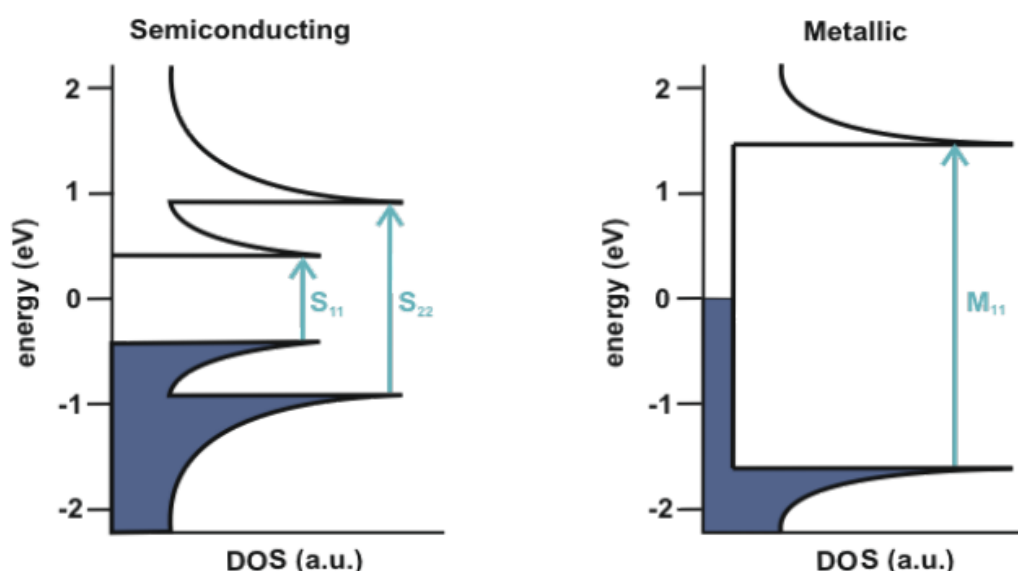 Semiconducting
2
1
0
-1
-2
energy (eV)
S₁₁
S₂₂
DOS (a.u.)
Metallic
2
1
0
-1
-2
energy (eV)
M₁₁
DOS (a.u.)